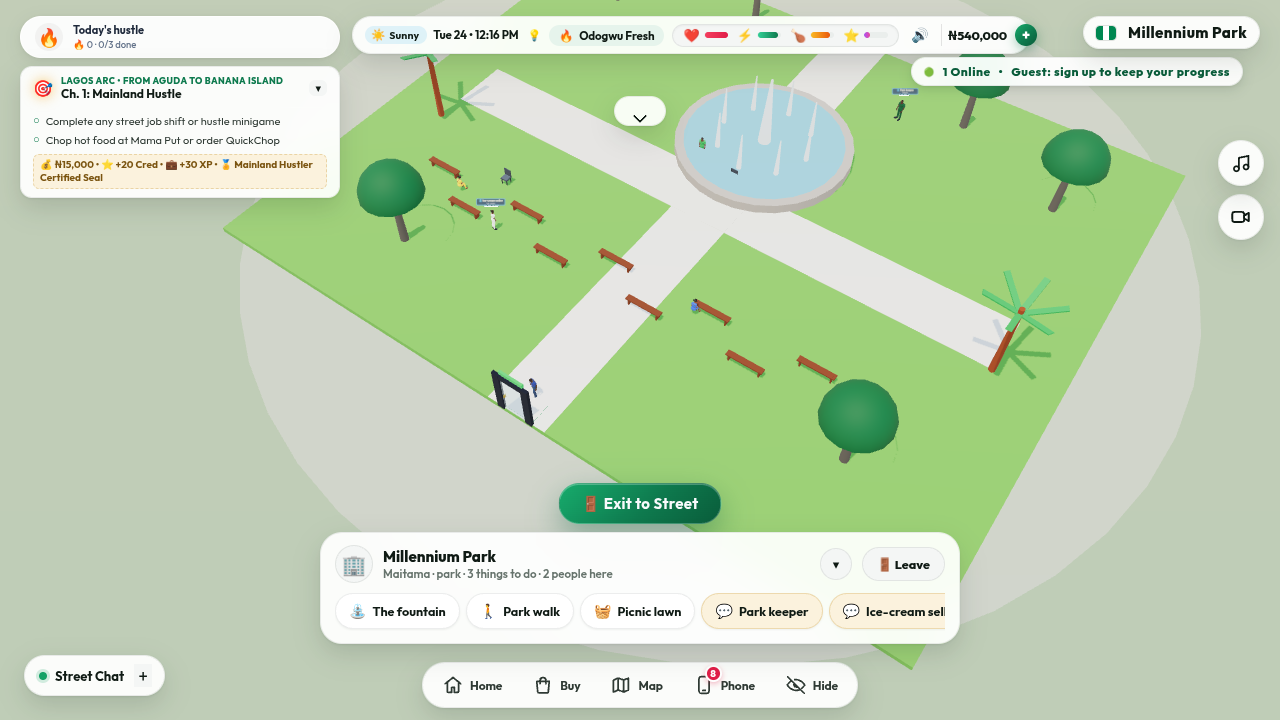 Today's hustle
🔥 0 · 0/3 done
LAGOS ARC • FROM AGUDA TO BANANA ISLAND
Ch. 1: Mainland Hustle
Complete any street job shift or hustle minigame
Chop hot food at Mama Put or order QuickChop
💰 ₦15,000 • ⭐ +20 Cred • 💼 +30 XP • 🏅 Mainland Hustler
Certified Seal
Sunny
Tue 24 • 12:16 PM
Odogwu Fresh
₦540,000
+
Millennium Park
1 Online • Guest: sign up to keep your progress
Exit to Street
Millennium Park
Maitama · park · 3 things to do · 2 people here
Leave
The fountain
Park walk
Picnic lawn
Park keeper
Ice-cream sell
Street Chat
+
Home
Buy
Map
8
Phone
Hide